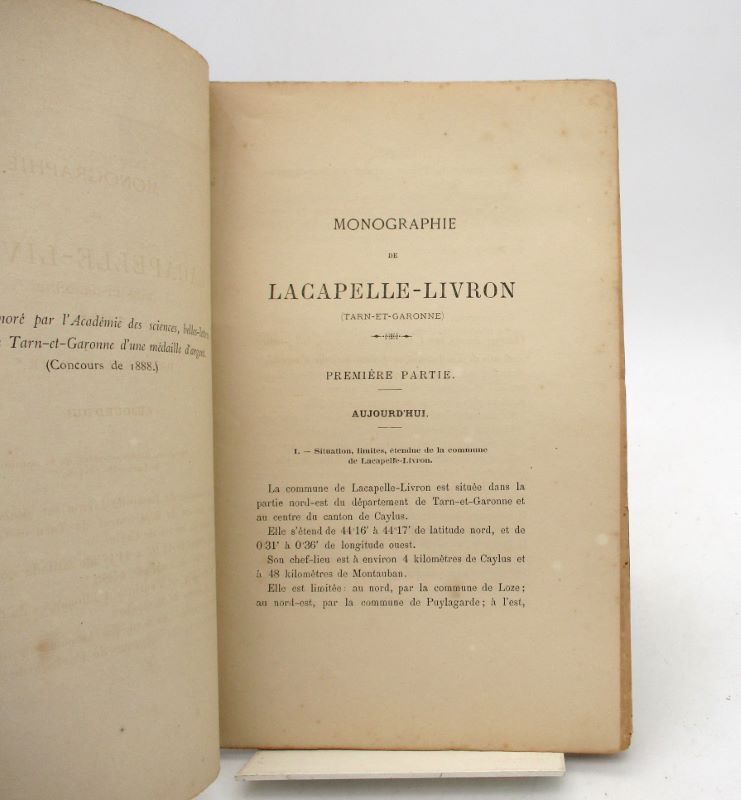 noré par l'Académie des sciences, belles-lettres
Tarn-et-Garonne d'une médaille d'argent.
(Concours de 1888.)
MONOGRAPHIE
DE
LACAPELLE-LIVRON
(TARN-ET-GARONNE)
PREMIÈRE PARTIE.
AUJOURD'HUI.
I. — Situation, limites, étendue de la commune
de Lacapelle-Livron.
La commune de Lacapelle-Livron est située dans la
partie nord-est du département de Tarn-et-Garonne et
au centre du canton de Caylus.
Elle s'étend de 44°16' à 44°17' de latitude nord, et de
0°31' à 0°36' de longitude ouest.
Son chef-lieu est à environ 4 kilomètres de Caylus et
à 48 kilomètres de Montauban.
Elle est limitée : au nord, par la commune de Loze ;
au nord-est, par la commune de Puylagarde ; à l'est,